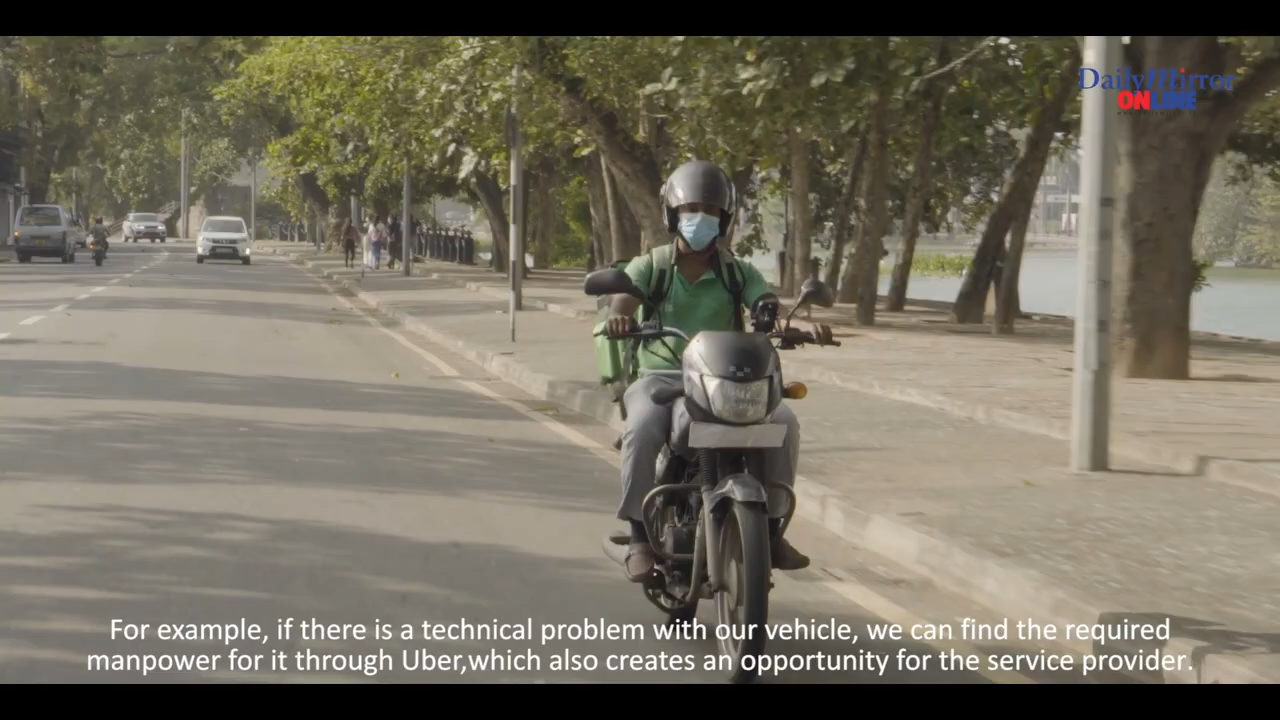 Daily Mirror
ONLINE
For example, if there is a technical problem with our vehicle, we can find the required
manpower for it through Uber,which also creates an opportunity for the service provider.